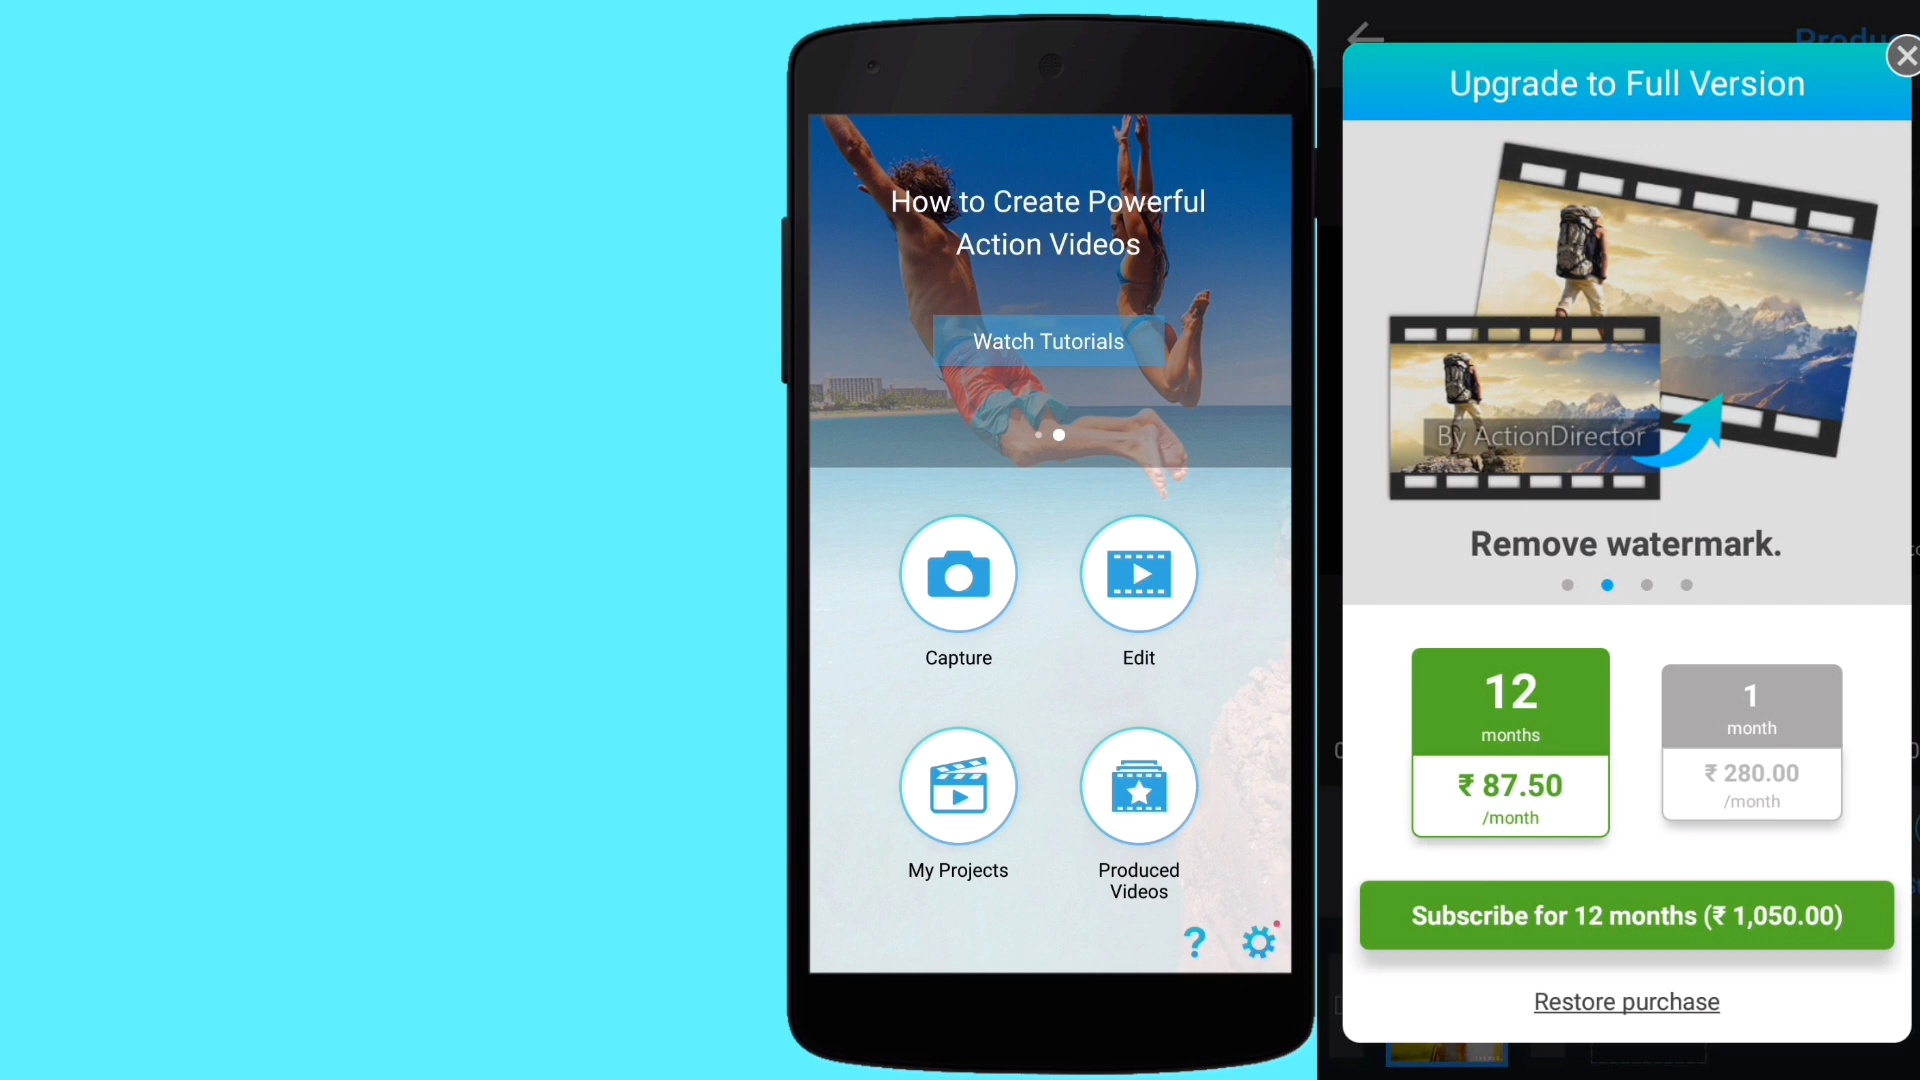 How to Create Powerful
Action Videos
Watch Tutorials
Capture
Edit
My Projects
Produced
Videos
?
Upgrade to Full Version
By ActionDirector
Remove watermark.
12
months
₹ 87.50
/month
1
month
₹ 280.00
/month
Subscribe for 12 months (₹ 1,050.00)
Restore purchase